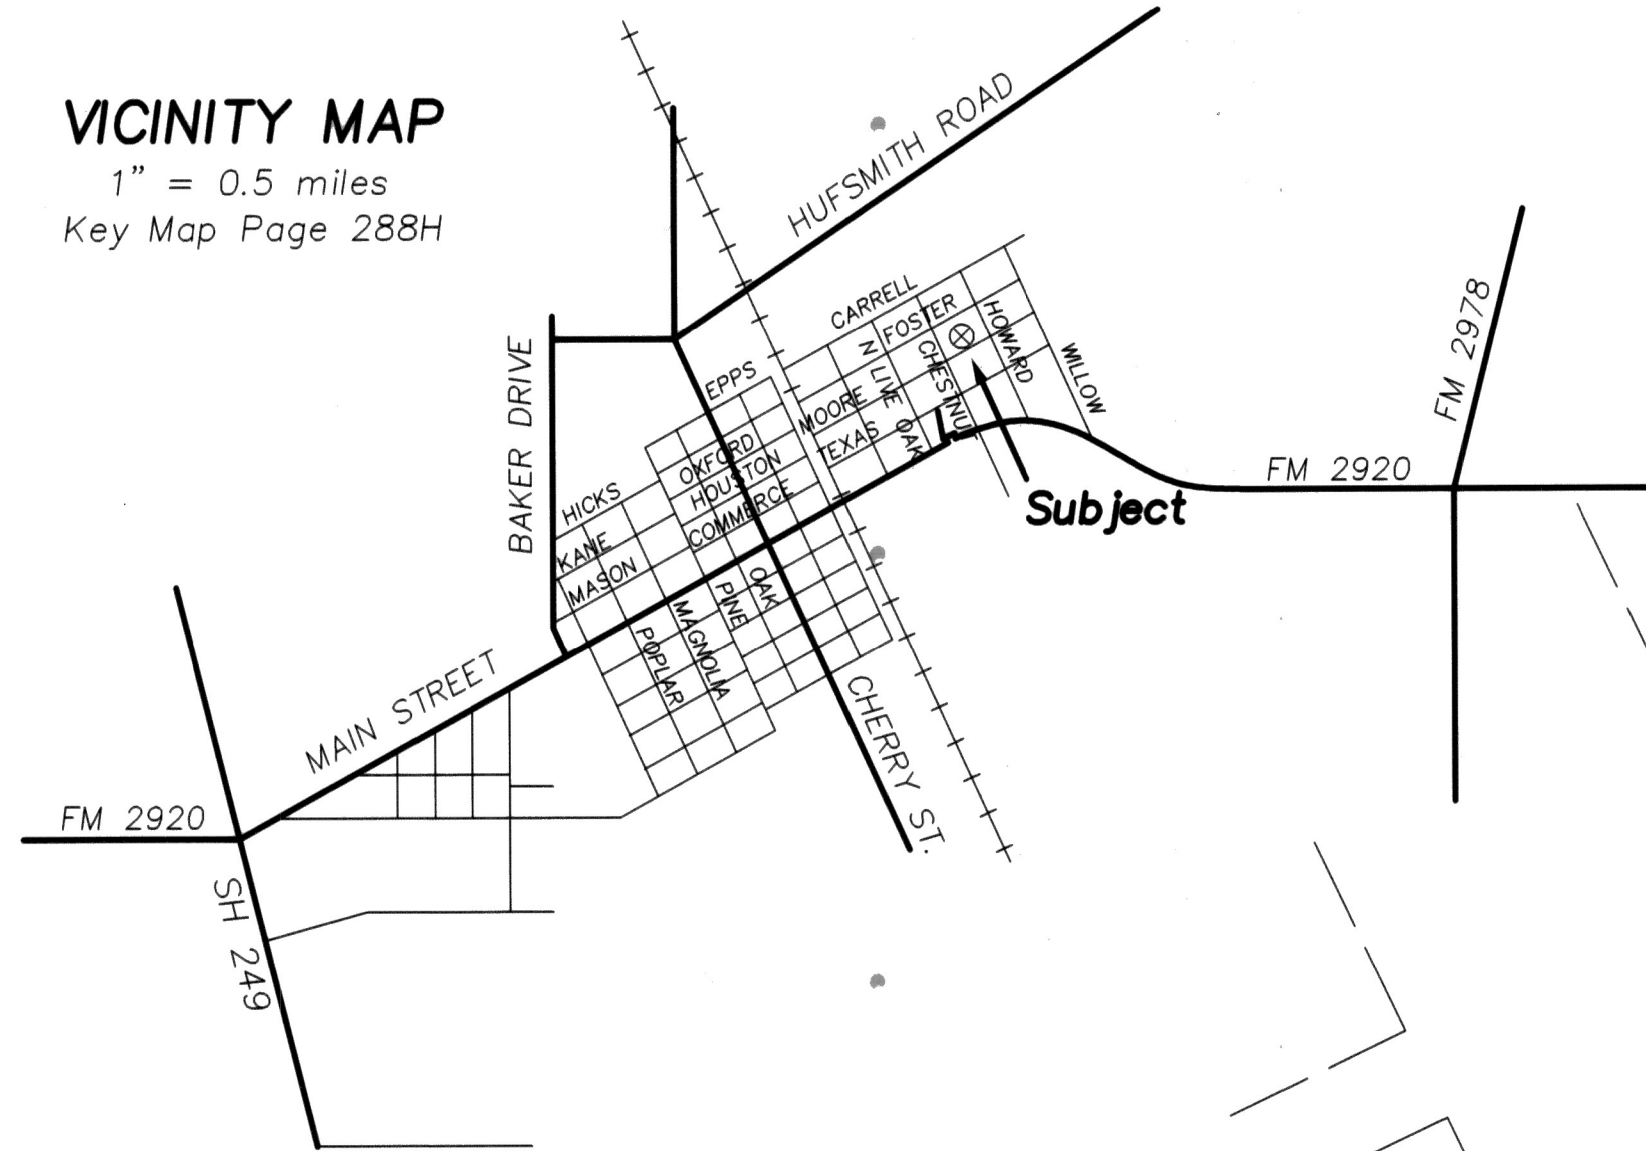 VICINITY MAP
1" = 0.5 miles
Key Map Page 288H
HUFSMITH ROAD
CARRELL
FOSTER
HOWARD
WILLOW
FM 2978
N LIVE OAK
CHESTNUT
MOORE
TEXAS
EPPS
BAKER DRIVE
OXFORD
HOUSTON
COMMERCE
HICKS
KANE
MASON
FM 2920
Subject
OAK
PINE
MAGNOLIA
POPLAR
MAIN STREET
CHERRY ST.
FM 2920
SH 249